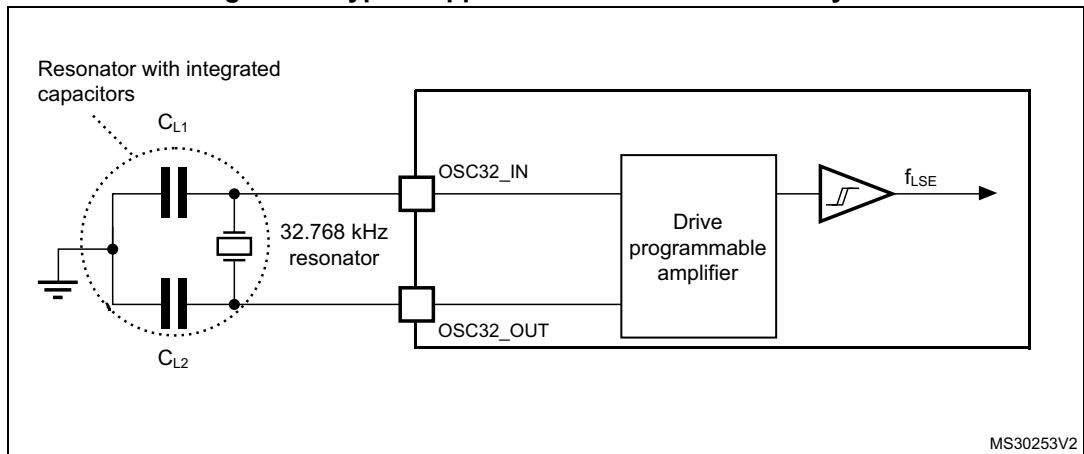 Resonator with integrated
capacitors
C_L1
OSC32_IN
32.768 kHz
resonator
Drive
programmable
amplifier
f_LSE
OSC32_OUT
C_L2
MS30253V2